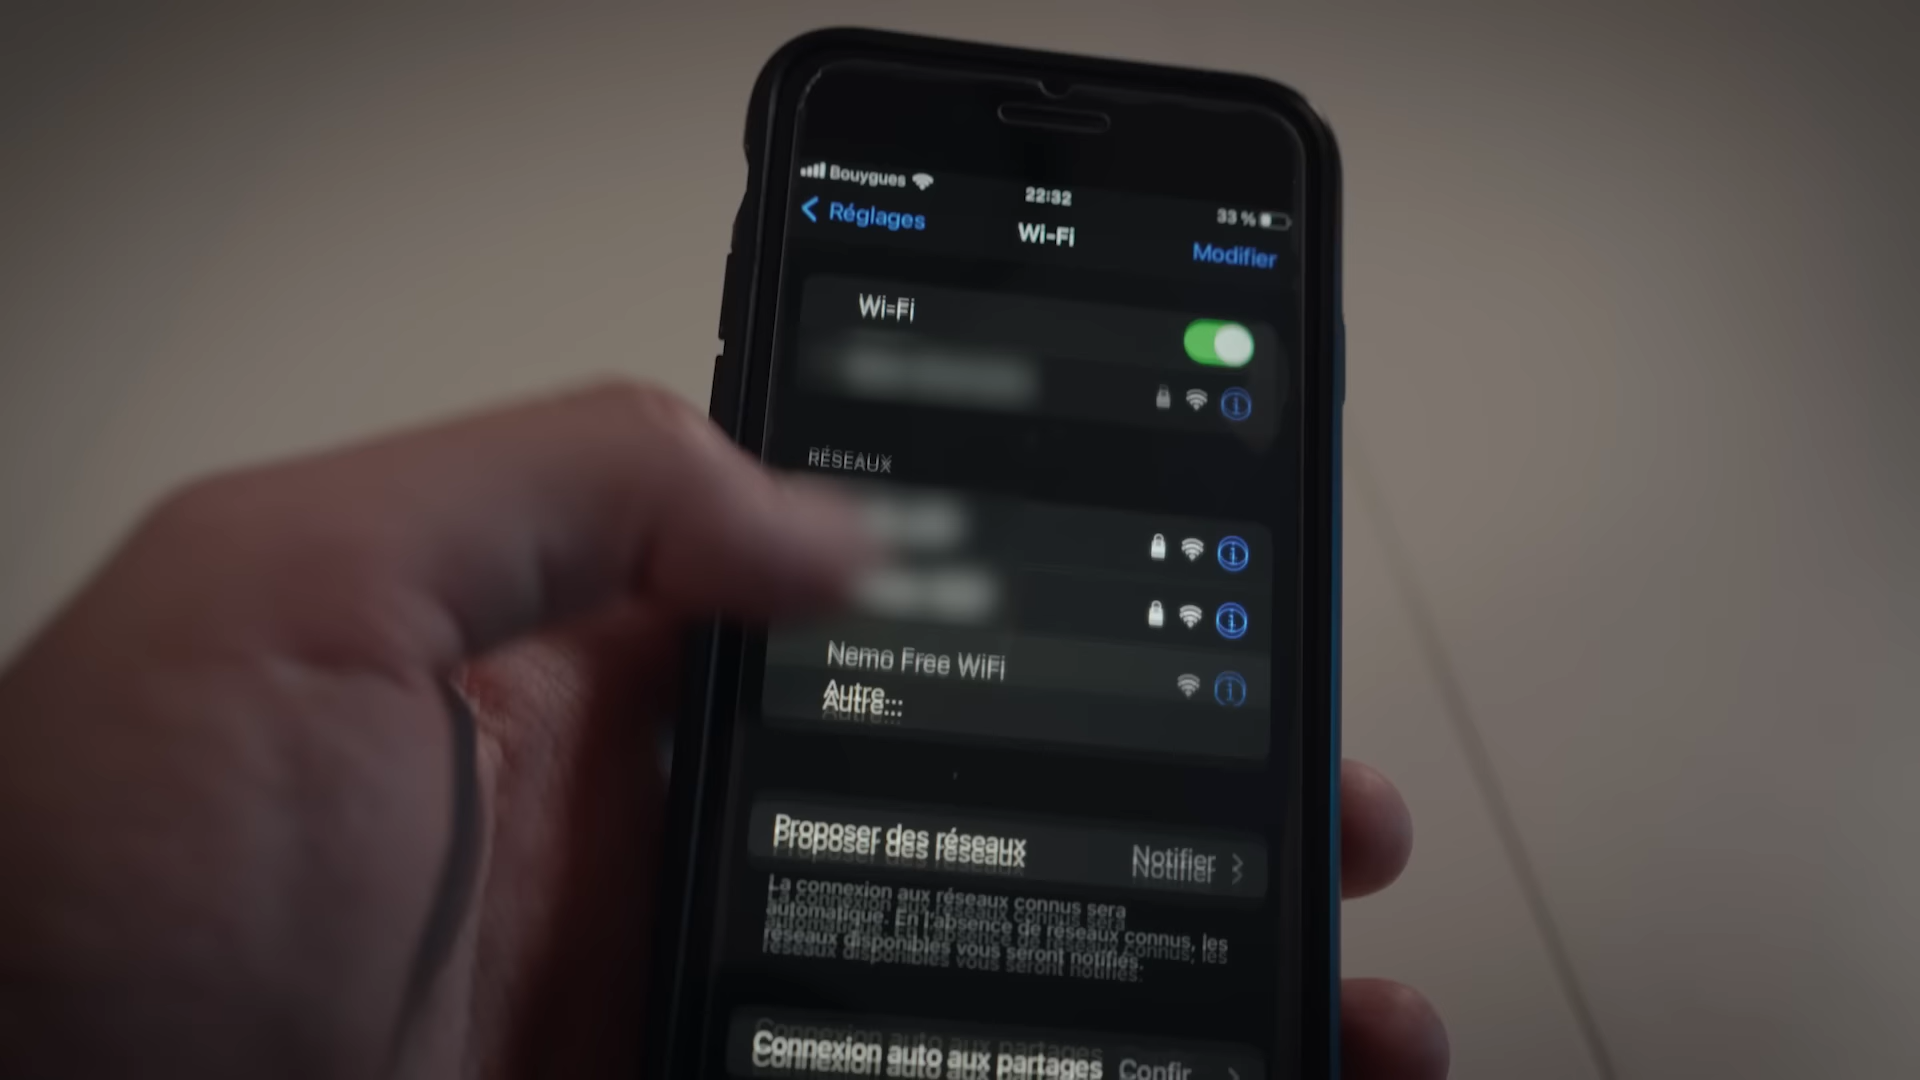 Bouygues
22:32
33 %
Réglages
Wi-Fi
Modifier
Wi-Fi
RÉSEAUX
Nemo Free WiFi
Autre...
Proposer des réseaux
Notifier
La connexion aux réseaux connus sera
automatique. En l'absence de réseaux connus, les
réseaux disponibles vous seront notifiés.
Connexion auto aux partages
Confir